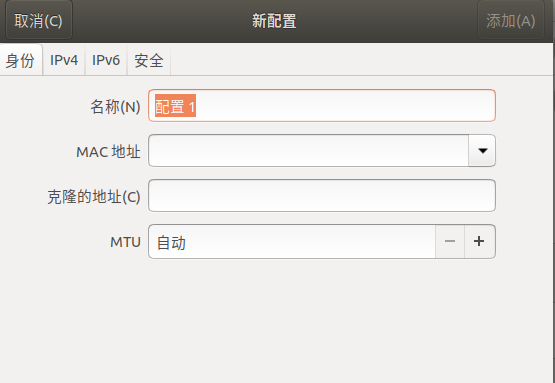 取消(C) 新配置 添加(A)
身份 IPv4 IPv6 安全
名称(N) 配置 1
MAC 地址
克隆的地址(C)
MTU 自动 − +